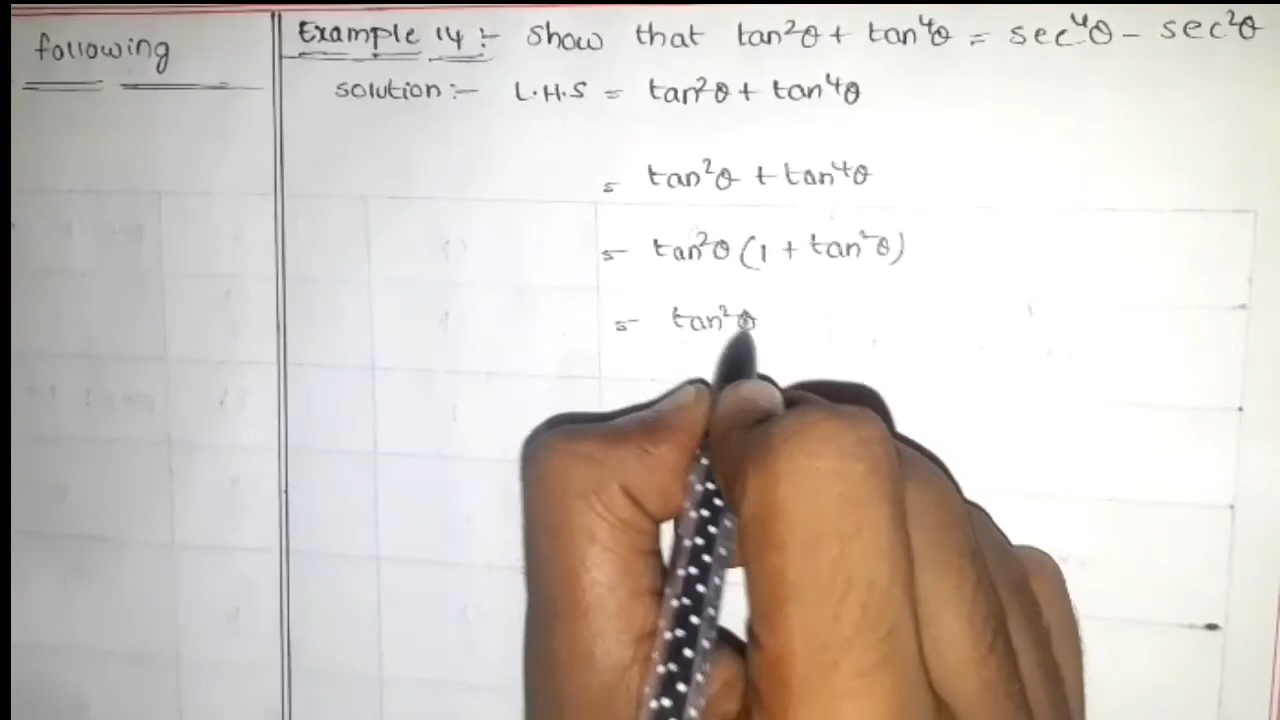 following
Example 14:- show that tan²θ + tan⁴θ = sec⁴θ - sec²θ
solution:- L.H.S = tan²θ + tan⁴θ
= tan²θ + tan⁴θ
= tan²θ (1 + tan²θ)
= tan²θ